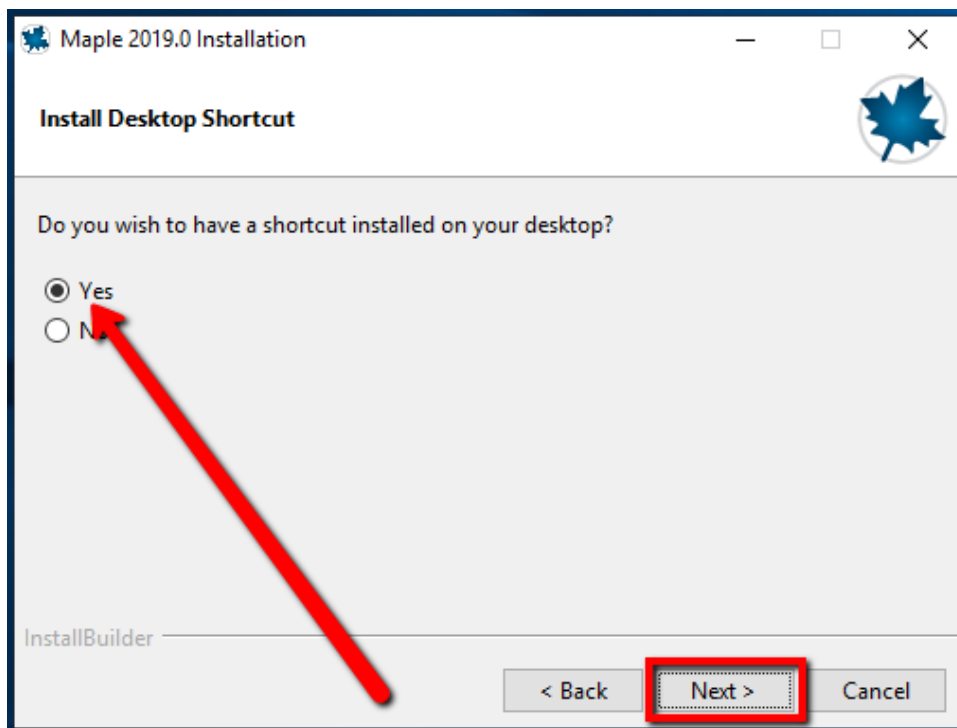 Maple 2019.0 Installation
Install Desktop Shortcut
Do you wish to have a shortcut installed on your desktop?
Yes
InstallBuilder
< Back Next > Cancel